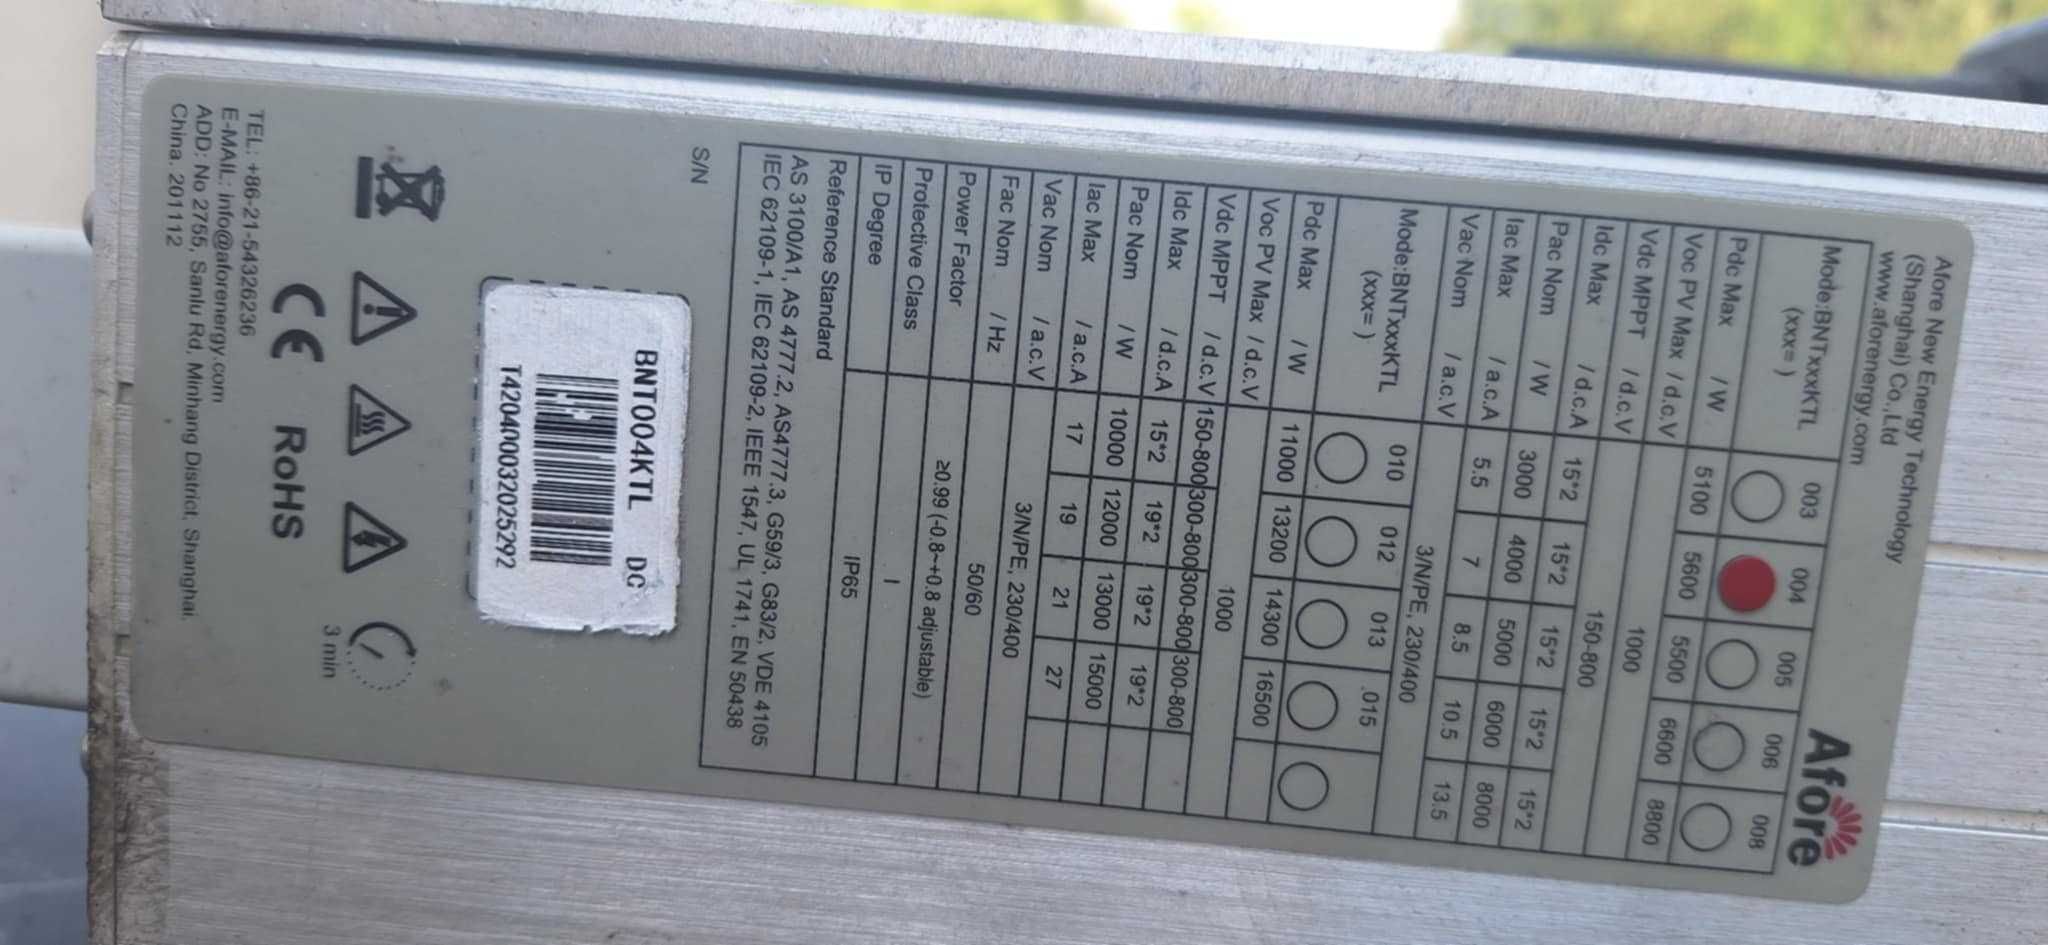 Afore New Energy Technology
(Shanghai) Co.,Ltd
www.aforenergy.com
Afore
Mode:BNTxxxKTL (xxx= ) 003 004 005 006 008
Pdc Max / W 5100 5600 5500 6600 8800
Voc PV Max / d.c.V 1000
Vdc MPPT / d.c.V 150-800
Idc Max / d.c.A 15*2 15*2 15*2 15*2 15*2
Pac Nom / W 3000 4000 5000 6000 8000
Iac Max / a.c.A 5.5 7 8.5 10.5 13.5
Vac Nom / a.c.V 3/N/PE, 230/400
Mode:BNTxxxKTL (xxx= ) 010 012 013 015
Pdc Max / W 11000 13200 14300 16500
Voc PV Max / d.c.V 1000
Vdc MPPT / d.c.V 150-800 300-800 300-800 300-800
Idc Max / d.c.A 15*2 19*2 19*2 19*2
Pac Nom / W 10000 12000 13000 15000
Iac Max / a.c.A 17 19 21 27
Vac Nom / a.c.V 3/N/PE, 230/400
Fac Nom / Hz 50/60
Power Factor ≥0.99 (-0.8~+0.8 adjustable)
Protective Class I
IP Degree IP65
Reference Standard
AS 3100/A1, AS 4777.2, AS4777.3, G59/3, G83/2, VDE 4105
IEC 62109-1, IEC 62109-2, IEEE 1547, UL 1741, EN 50438
S/N
BNT004KTL DC
T420400032025292
3 min
CE RoHS
TEL: +86-21-54326236
E-MAIL: info@aforenergy.com
ADD: No 2755, Sanlu Rd, Minhang District, Shanghai,
China. 201112